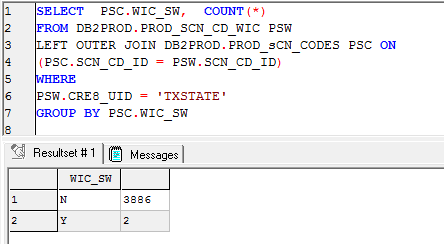 1 SELECT PSC.WIC_SW, COUNT(*)
2 FROM DB2PROD.PROD_SCN_CD_WIC PSW
3 LEFT OUTER JOIN DB2PROD.PROD_sCN_CODES PSC ON
4 (PSC.SCN_CD_ID = PSW.SCN_CD_ID)
5 WHERE
6 PSW.CRE8_UID = 'TXSTATE'
7 GROUP BY PSC.WIC_SW
8
Resultset # 1 Messages
WIC_SW
1 N 3886
2 Y 2